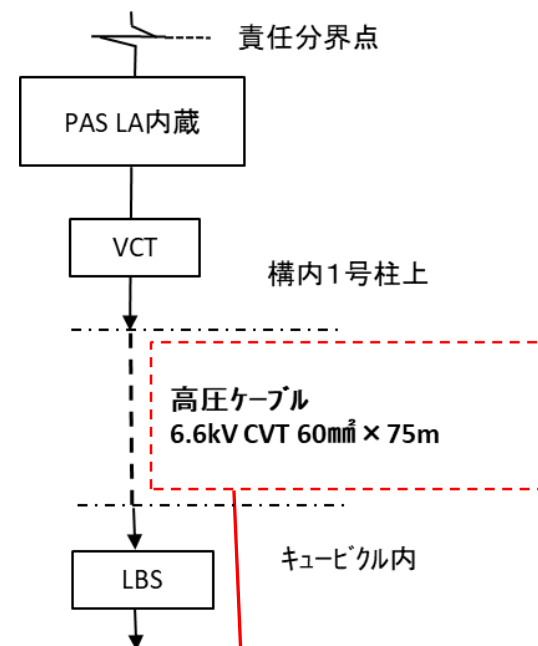 責任分界点
PAS LA内蔵
VCT
構内1号柱上
高圧ｹｰﾌﾞﾙ
6.6kV CVT 60㎟×75m
ｷｭｰﾋﾞｸﾙ内
LBS